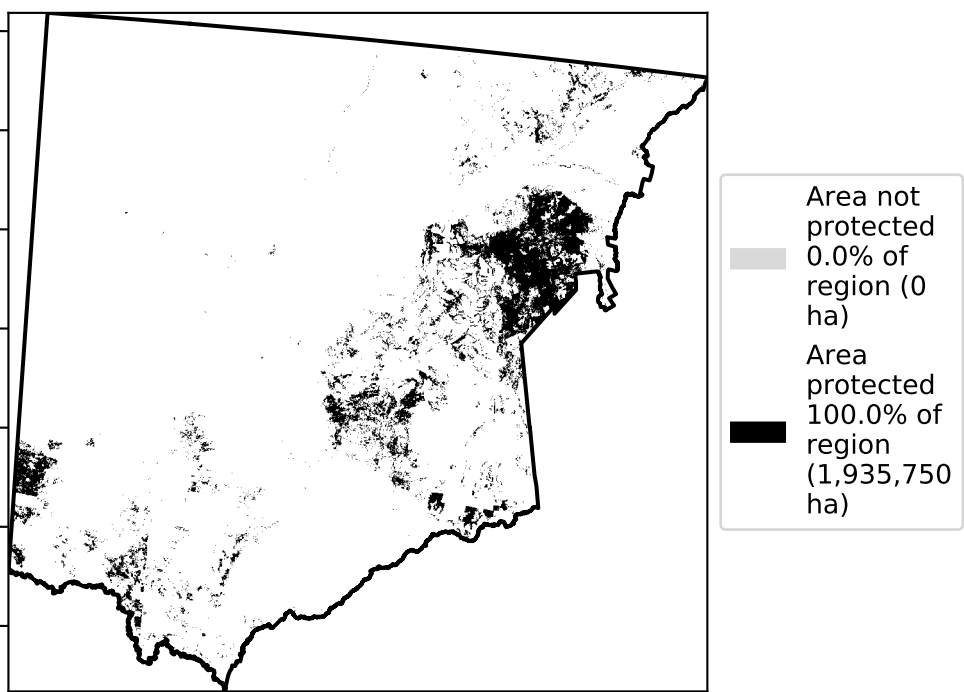 Area not
protected
0.0% of
region (0
ha)
Area
protected
100.0% of
region
(1,935,750
ha)